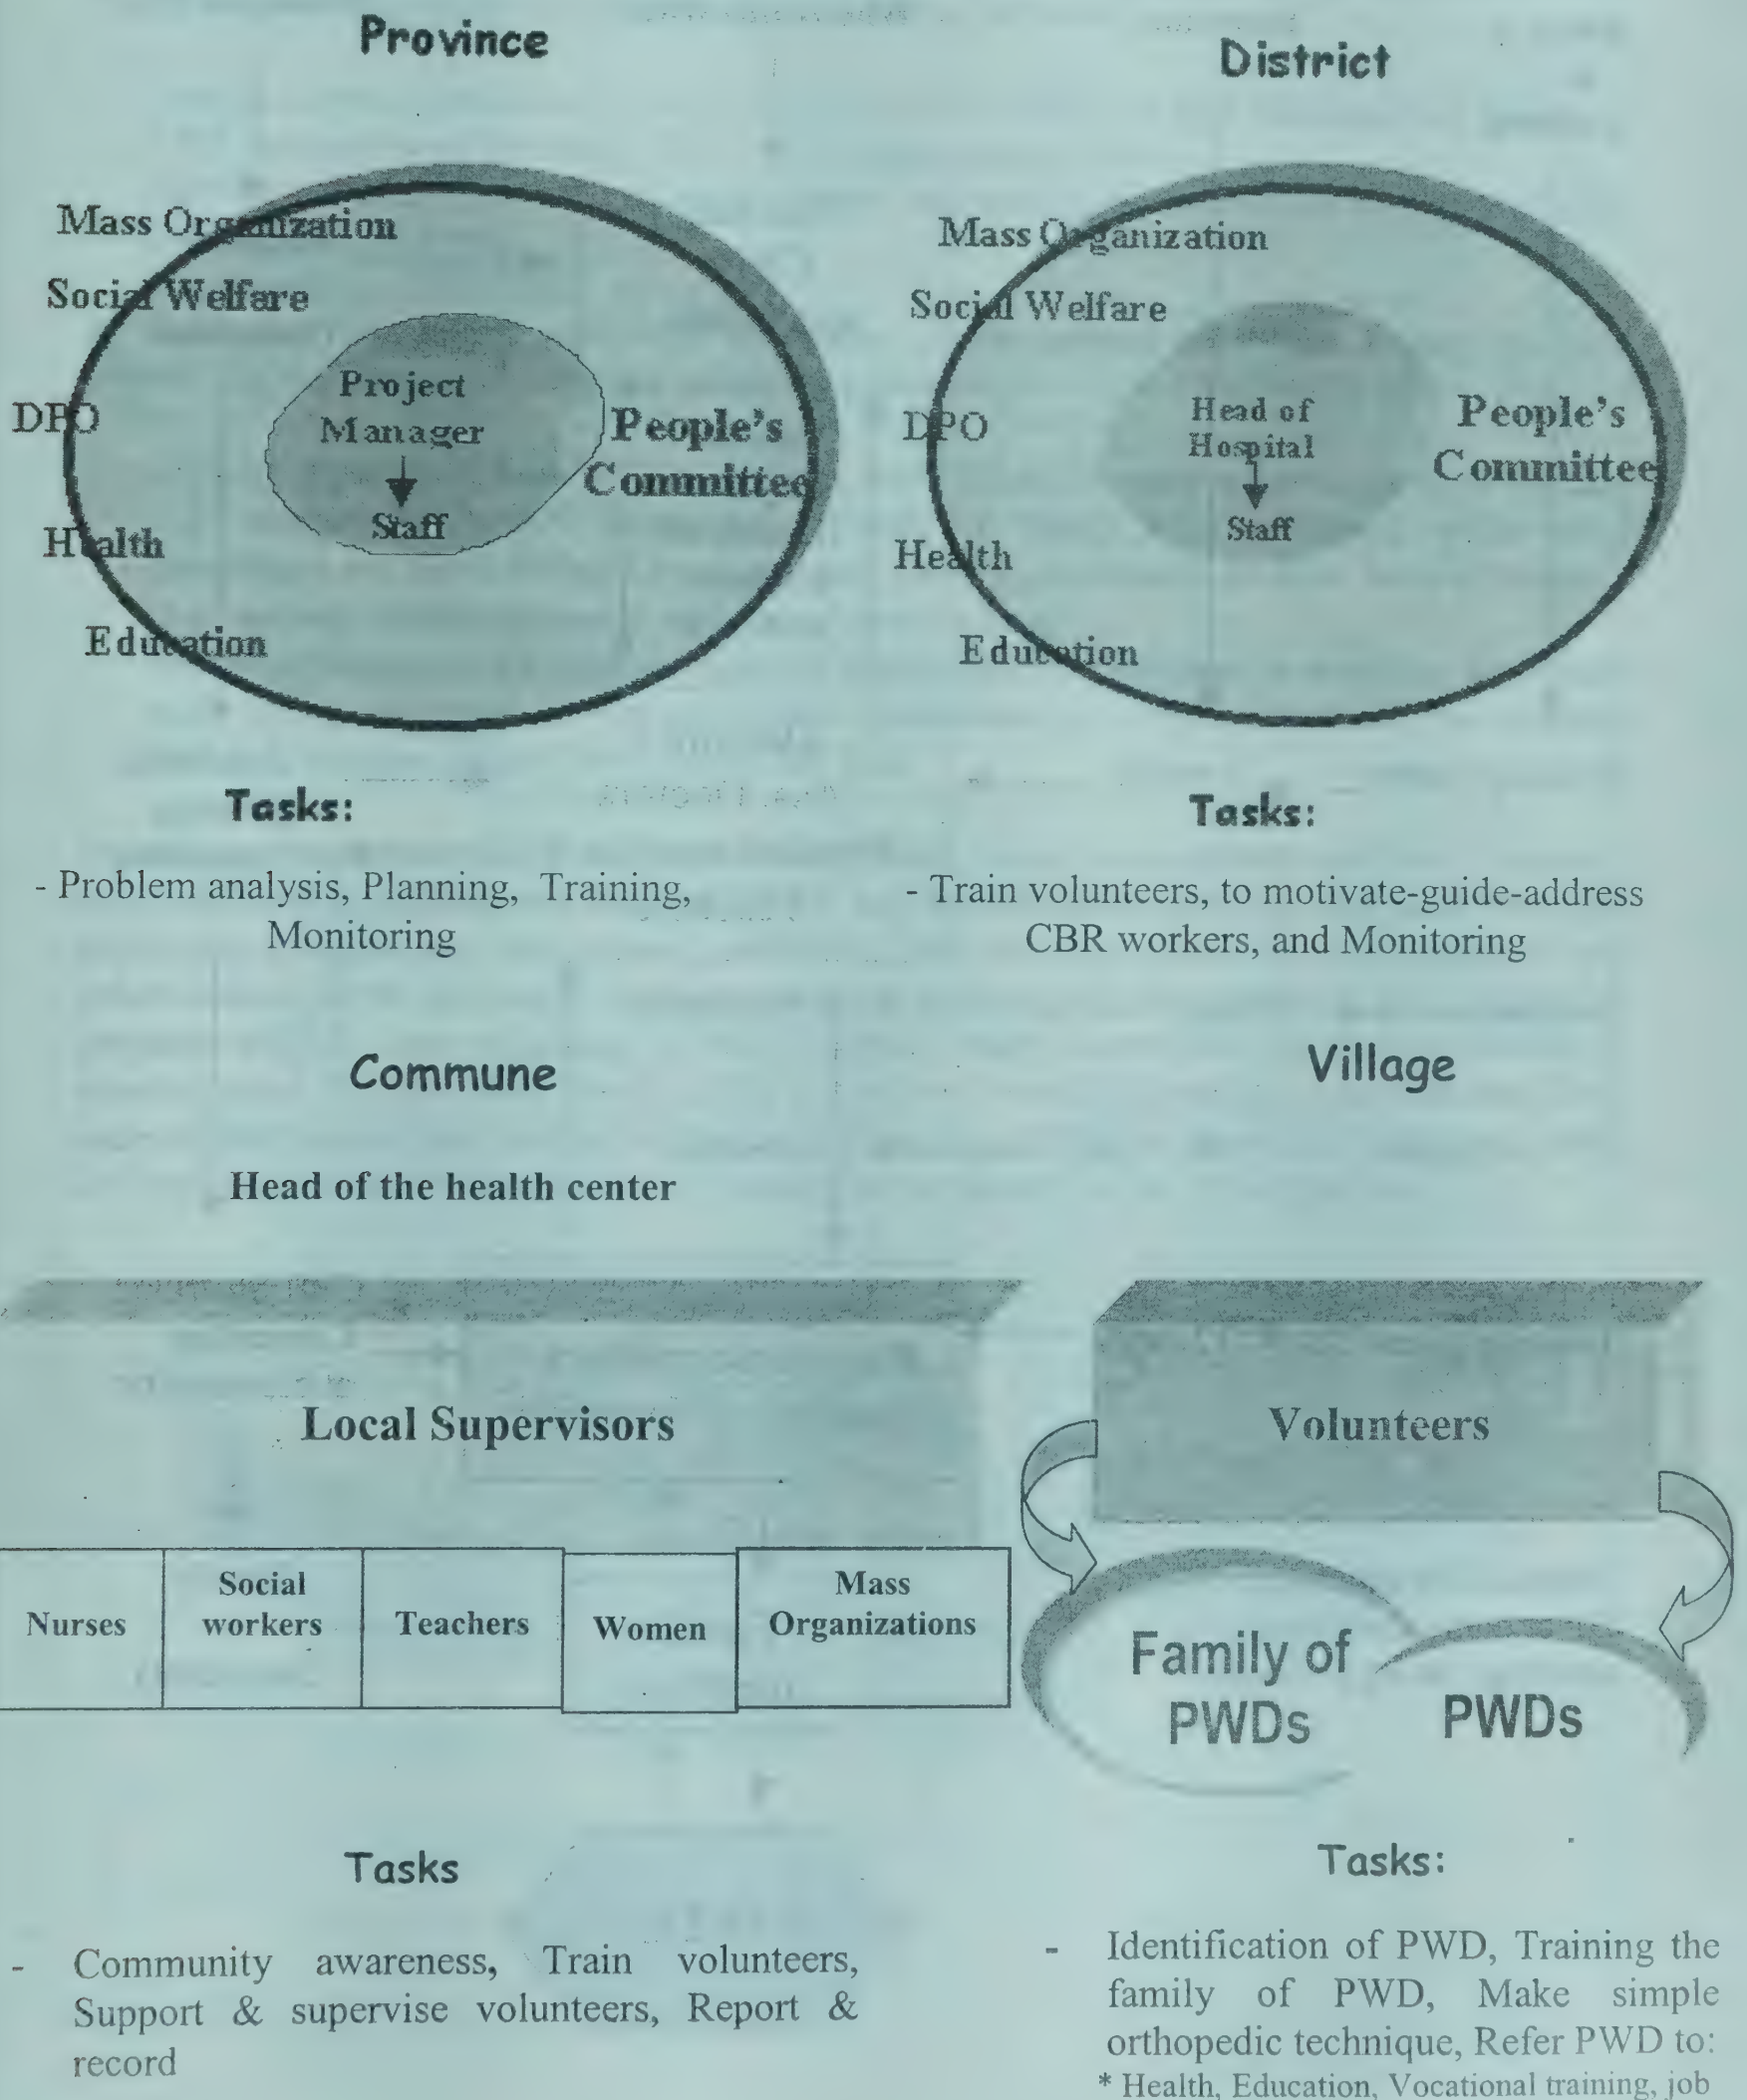 Province
Mass Organization
Social Welfare
DPO
Health
Education
Project
Manager
Staff
People's
Committee
Tasks:
- Problem analysis, Planning, Training,
Monitoring
District
Mass Organization
Social Welfare
DPO
Health
Education
Head of
Hospital
Staff
People's
Committee
Tasks:
- Train volunteers, to motivate-guide-address
CBR workers, and Monitoring
Commune
Head of the health center
Local Supervisors
Nurses
Social
workers
Teachers
Women
Mass
Organizations
Tasks
- Community awareness, Train volunteers,
Support & supervise volunteers, Report &
record
Village
Volunteers
Family of
PWDs
PWDs
Tasks:
- Identification of PWD, Training the
family of PWD, Make simple
orthopedic technique, Refer PWD to:
* Health, Education, Vocational training, job